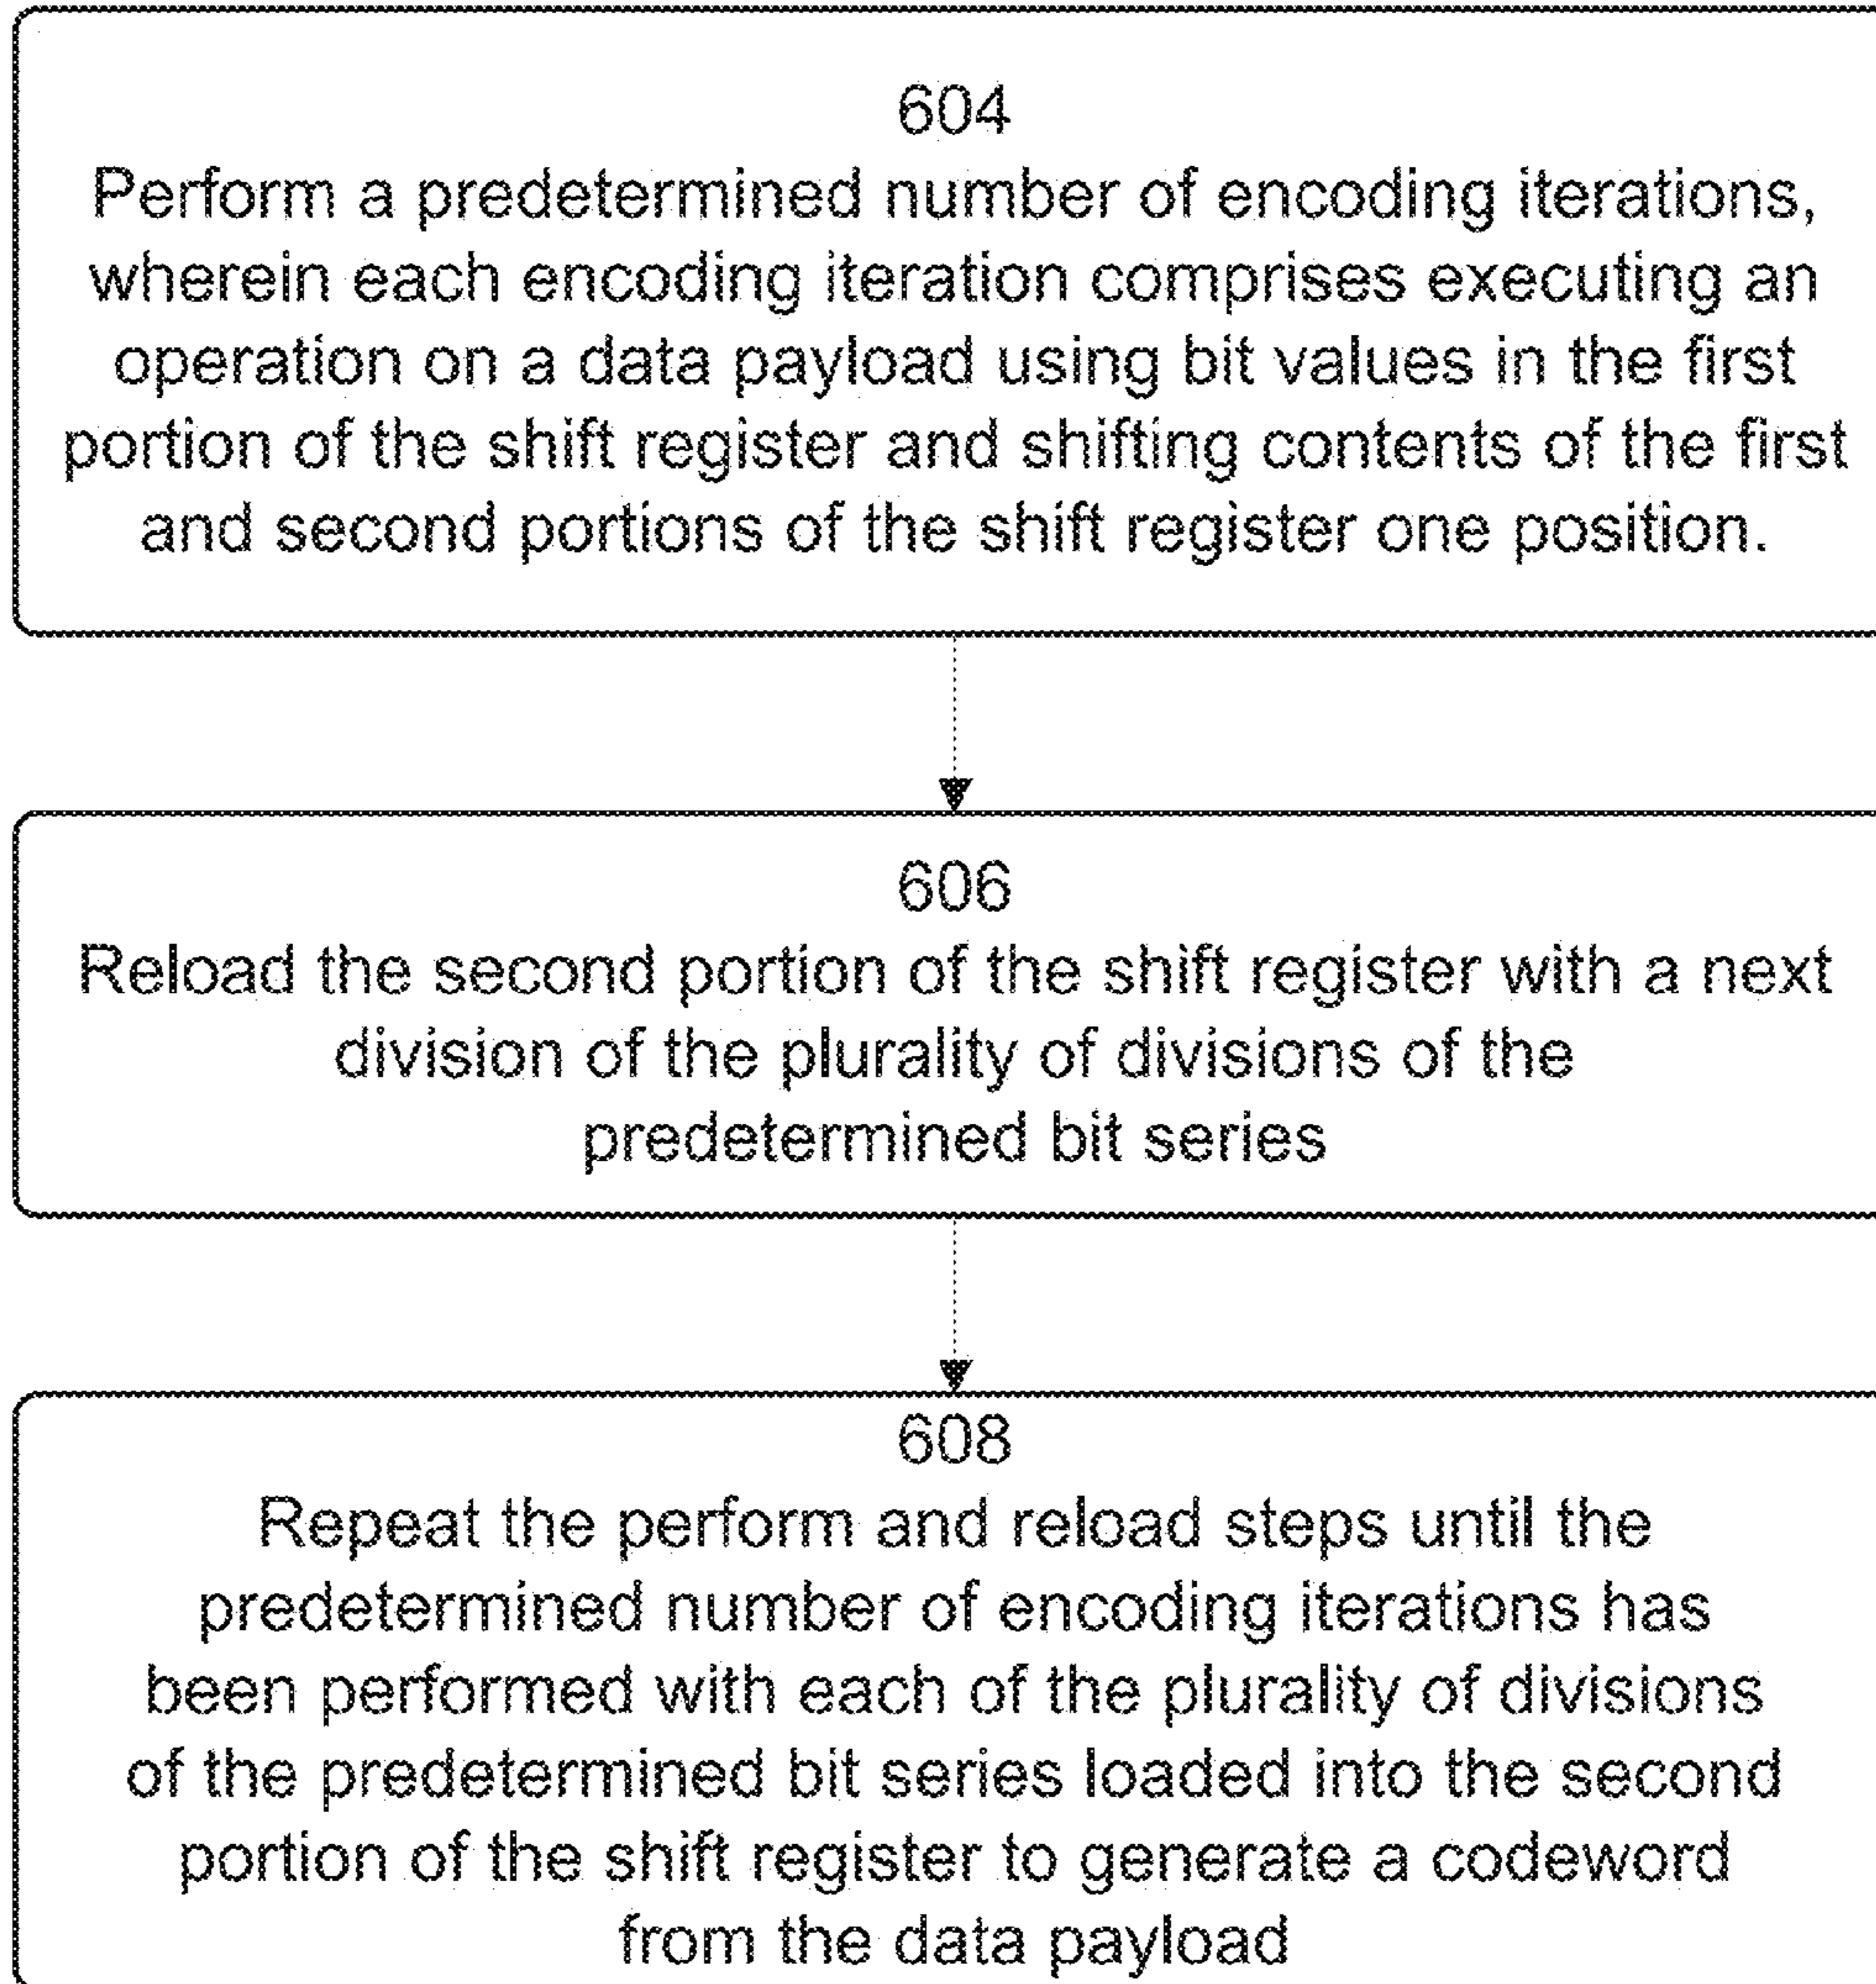 604
Perform a predetermined number of encoding iterations,
wherein each encoding iteration comprises executing an
operation on a data payload using bit values in the first
portion of the shift register and shifting contents of the first
and second portions of the shift register one position.
606
Reload the second portion of the shift register with a next
division of the plurality of divisions of the
predetermined bit series
608
Repeat the perform and reload steps until the
predetermined number of encoding iterations has
been performed with each of the plurality of divisions
of the predetermined bit series loaded into the second
portion of the shift register to generate a codeword
from the data payload